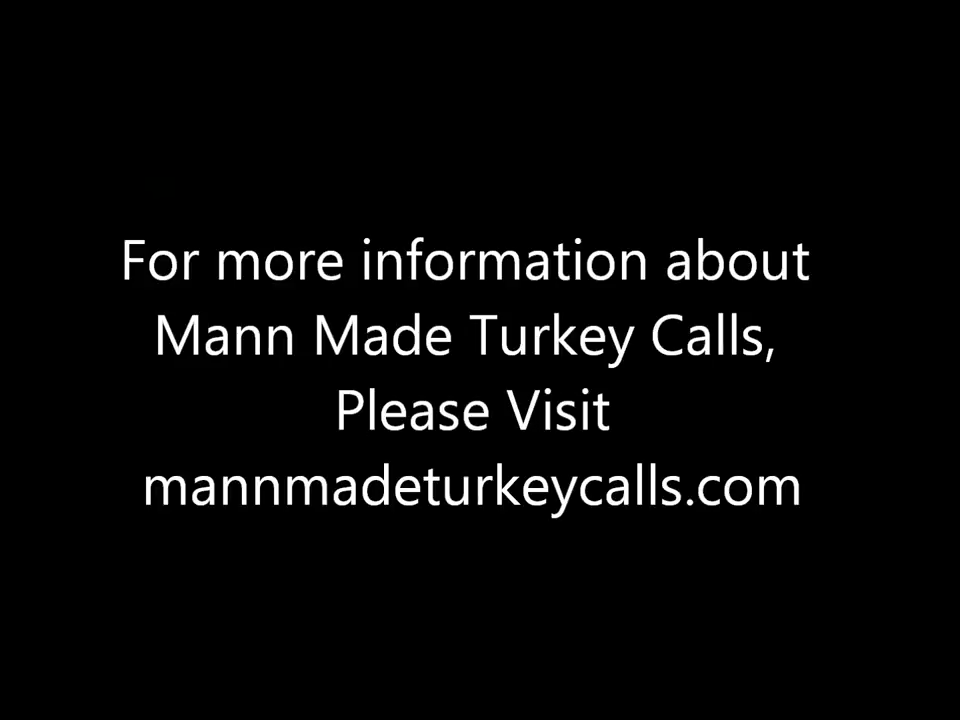 For more information about
Mann Made Turkey Calls,
Please Visit
mannmadeturkeycalls.com